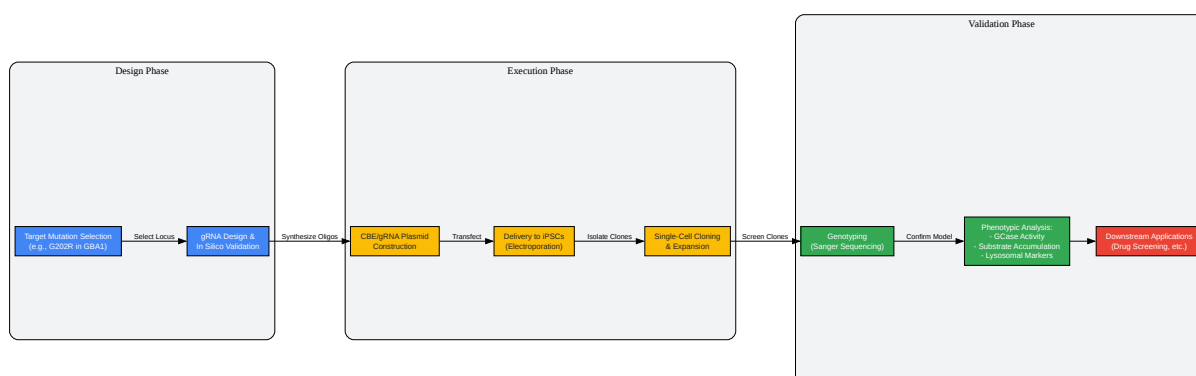 Design Phase
Target Mutation Selection
(e.g., G202R in GBA1)
Select Locus
gRNA Design &
In Silico Validation
Synthesize Oligos
Execution Phase
CBE/gRNA Plasmid
Construction
Transfect
Delivery to iPSCs
(Electroporation)
Isolate Clones
Single-Cell Cloning
& Expansion
Screen Clones
Validation Phase
Genotyping
(Sanger Sequencing)
Confirm Model
Phenotypic Analysis:
- GCase Activity
- Substrate Accumulation
- Lysosomal Markers
Downstream Applications
(Drug Screening, etc.)